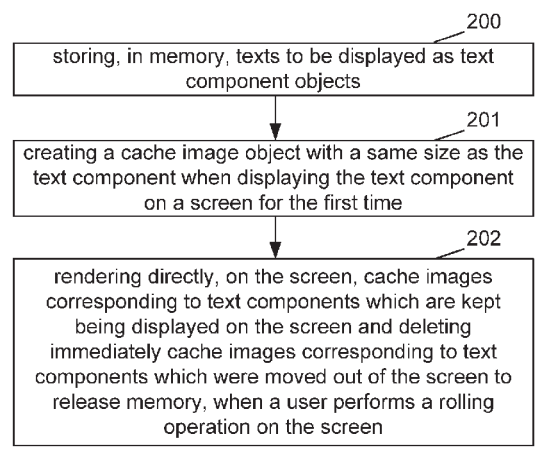 200
storing, in memory, texts to be displayed as text
component objects
201
creating a cache image object with a same size as the
text component when displaying the text component
on a screen for the first time
202
rendering directly, on the screen, cache images
corresponding to text components which are kept
being displayed on the screen and deleting
immediately cache images corresponding to text
components which were moved out of the screen to
release memory, when a user performs a rolling
operation on the screen